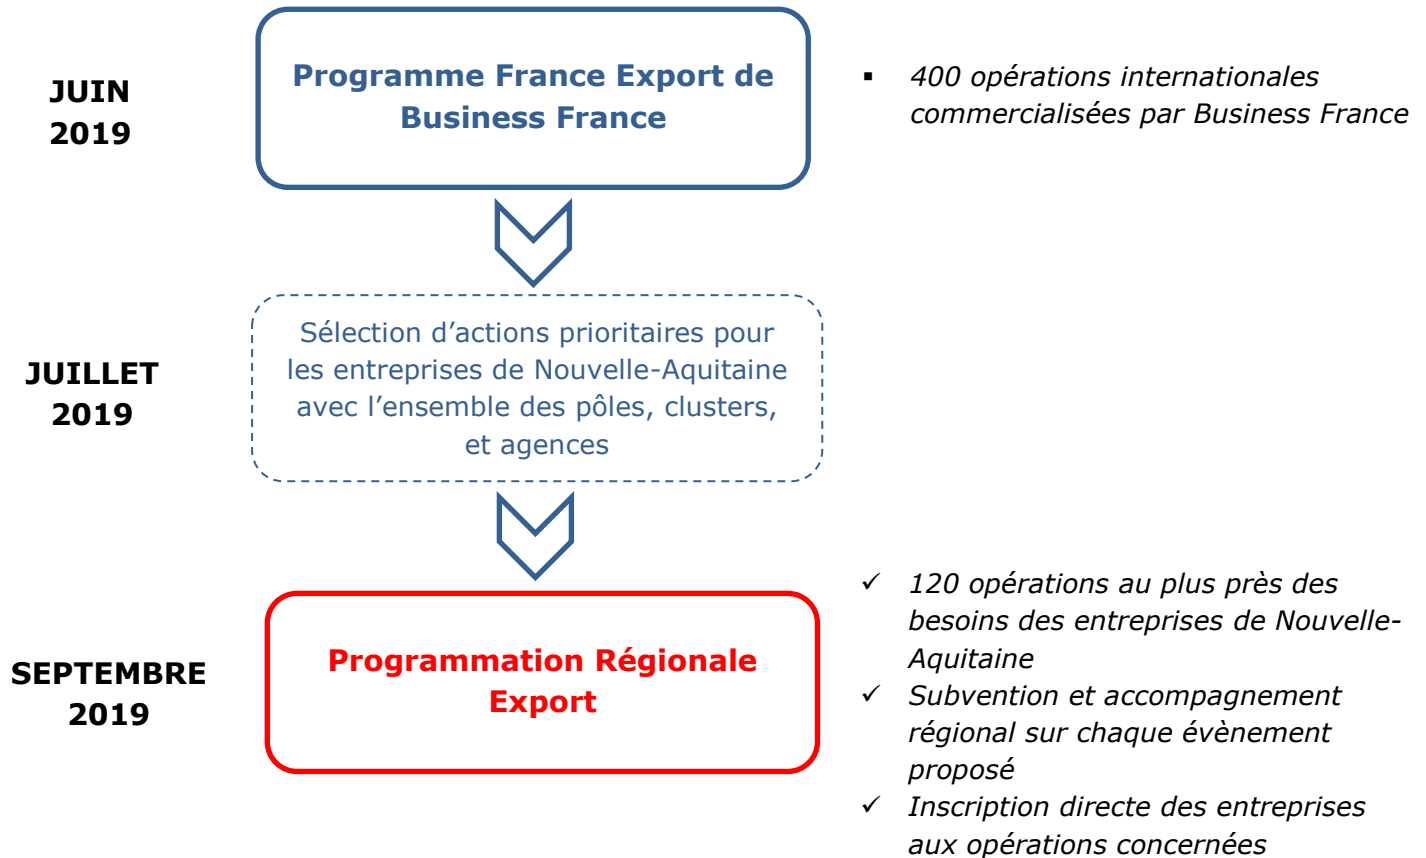 JUIN
2019
Programme France Export de
Business France
▪ 400 opérations internationales
commercialisées par Business France
JUILLET
2019
Sélection d’actions prioritaires pour
les entreprises de Nouvelle-Aquitaine
avec l’ensemble des pôles, clusters,
et agences
SEPTEMBRE
2019
Programmation Régionale
Export
✓ 120 opérations au plus près des
besoins des entreprises de Nouvelle-
Aquitaine
✓ Subvention et accompagnement
régional sur chaque évènement
proposé
✓ Inscription directe des entreprises
aux opérations concernées